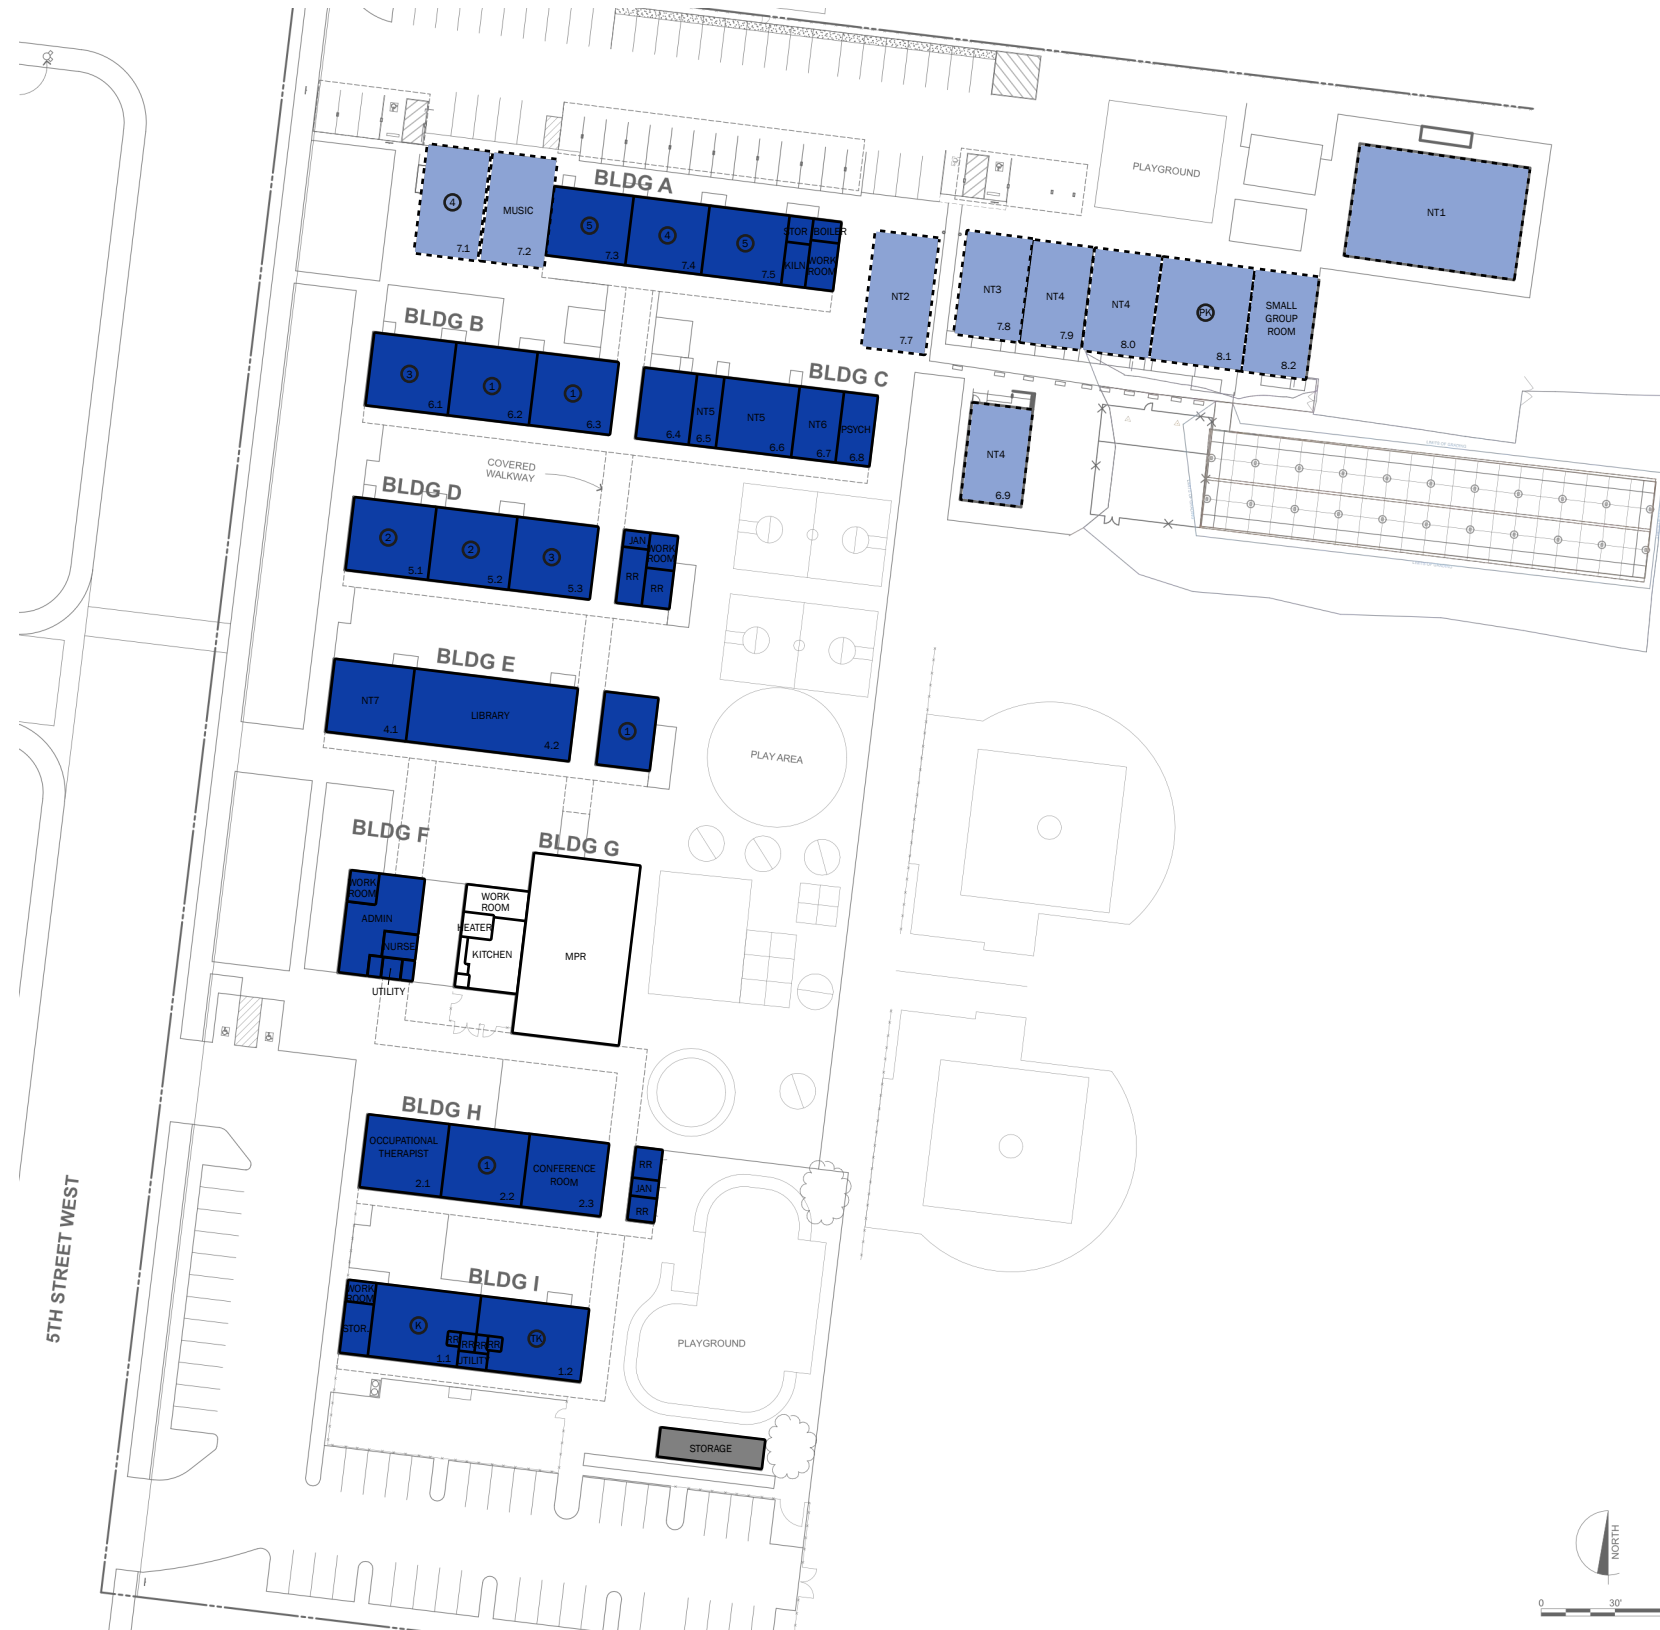 PLAYGROUND
NT1
BLDG A
4
7.1
MUSIC
7.2
5
7.3
4
7.4
5
7.5
STOR
BOILER
KILN
WORK
ROOM
NT2
7.7
NT3
7.8
NT4
7.9
NT4
8.0
PK
8.1
SMALL
GROUP
ROOM
8.2
BLDG B
3
6.1
1
6.2
1
6.3
BLDG C
6.4
NT5
6.5
NT5
6.6
NT6
6.7
PSYCH
6.8
NT4
6.9
COVERED
WALKWAY
BLDG D
2
5.1
2
5.2
3
5.3
JAN
WORK
ROOM
RR
RR
BLDG E
NT7
4.1
LIBRARY
4.2
1
PLAY AREA
BLDG F
WORK
ROOM
ADMIN
NURSE
UTILITY
BLDG G
WORK
ROOM
HEATER
KITCHEN
MPR
BLDG H
OCCUPATIONAL
THERAPIST
2.1
1
2.2
CONFERENCE
ROOM
2.3
RR
JAN
RR
BLDG I
WORK
ROOM
STOR.
K
1.1
RR
RR
RR
RR
UTILITY
TK
1.2
PLAYGROUND
STORAGE
5TH STREET WEST
NORTH
0
30'